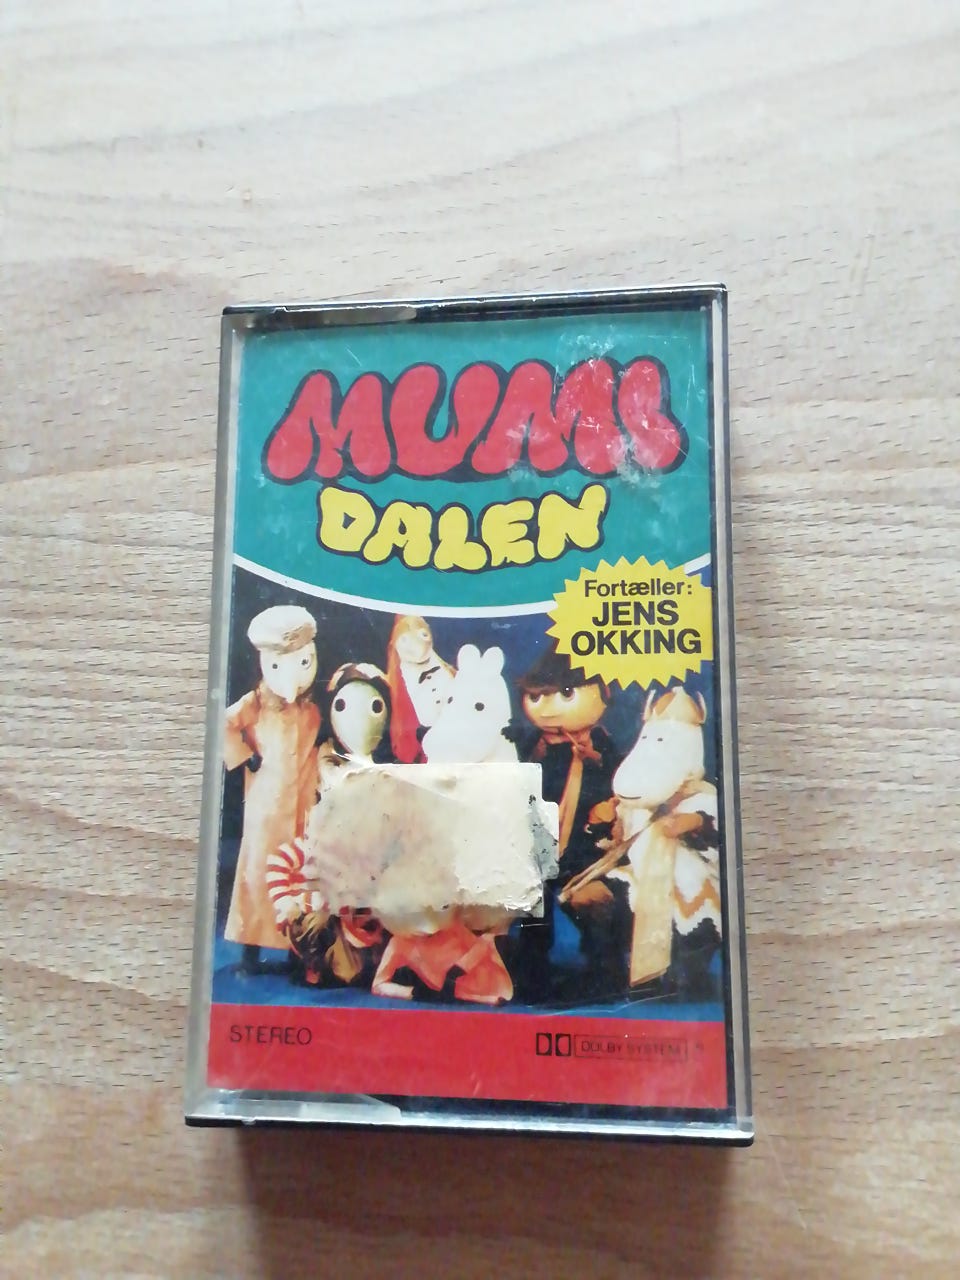 MUMI
DALEN
Fortæller:
JENS
OKKING
STEREO
DOLBY SYSTEM